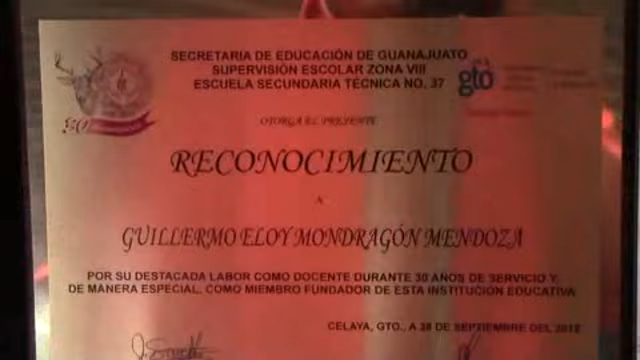 SECRETARIA DE EDUCACIÓN DE GUANAJUATO
SUPERVISIÓN ESCOLAR ZONA VIII
ESCUELA SECUNDARIA TÉCNICA NO. 37
gto
30
OTORGA EL PRESENTE
RECONOCIMIENTO
A
GUILLERMO ELOY MONDRAGÓN MENDOZA
POR SU DESTACADA LABOR COMO DOCENTE DURANTE 30 AÑOS DE SERVICIO Y,
DE MANERA ESPECIAL, COMO MIEMBRO FUNDADOR DE ESTA INSTITUCIÓN EDUCATIVA
CELAYA, GTO., A 28 DE SEPTIEMBRE DEL